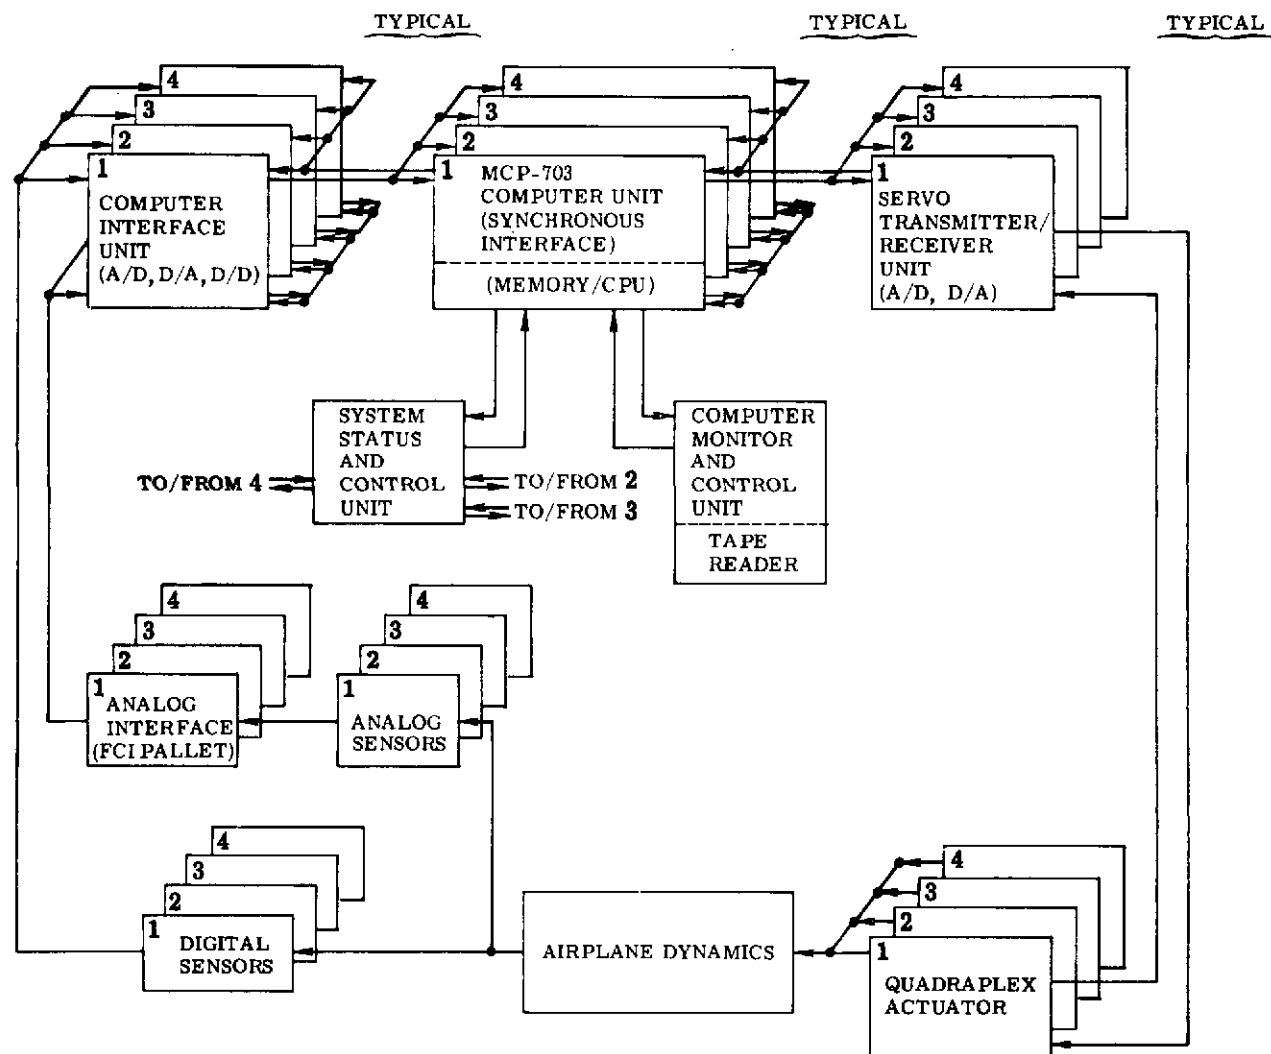 TYPICAL
TYPICAL
TYPICAL
4
3
2
1
COMPUTER
INTERFACE
UNIT
(A/D, D/A, D/D)
4
3
2
1
MCP-703
COMPUTER UNIT
(SYNCHRONOUS
INTERFACE)
(MEMORY/CPU)
4
3
2
1
SERVO
TRANSMITTER/
RECEIVER
UNIT
(A/D, D/A)
SYSTEM
STATUS
AND
CONTROL
UNIT
TO/FROM 4
TO/FROM 2
TO/FROM 3
COMPUTER
MONITOR
AND
CONTROL
UNIT
TAPE
READER
4
3
2
1
ANALOG
INTERFACE
(FCI PALLET)
4
3
2
1
ANALOG
SENSORS
4
3
2
1
DIGITAL
SENSORS
AIRPLANE DYNAMICS
4
3
2
1
QUADRAPLEX
ACTUATOR